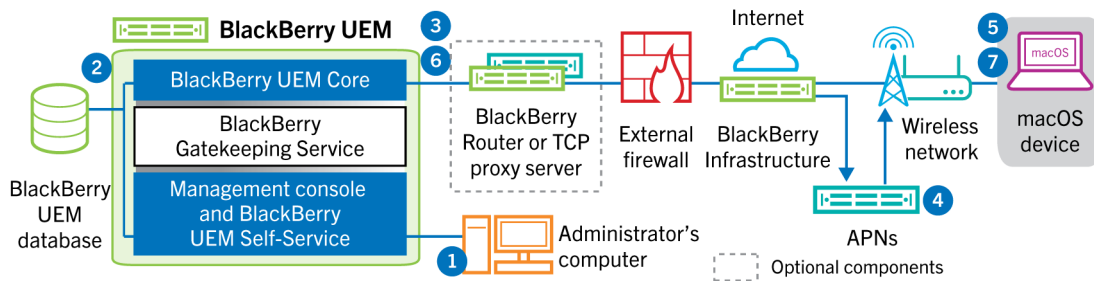 BlackBerry UEM
2
BlackBerry UEM Core
BlackBerry
Gatekeeping Service
Management console
and BlackBerry
UEM Self-Service
BlackBerry
UEM
database
1
Administrator's
computer
3
6
BlackBerry
Router or TCP
proxy server
External
firewall
Internet
BlackBerry
Infrastructure
4
APNs
Wireless
network
5
7
macOS
macOS
device
Optional components